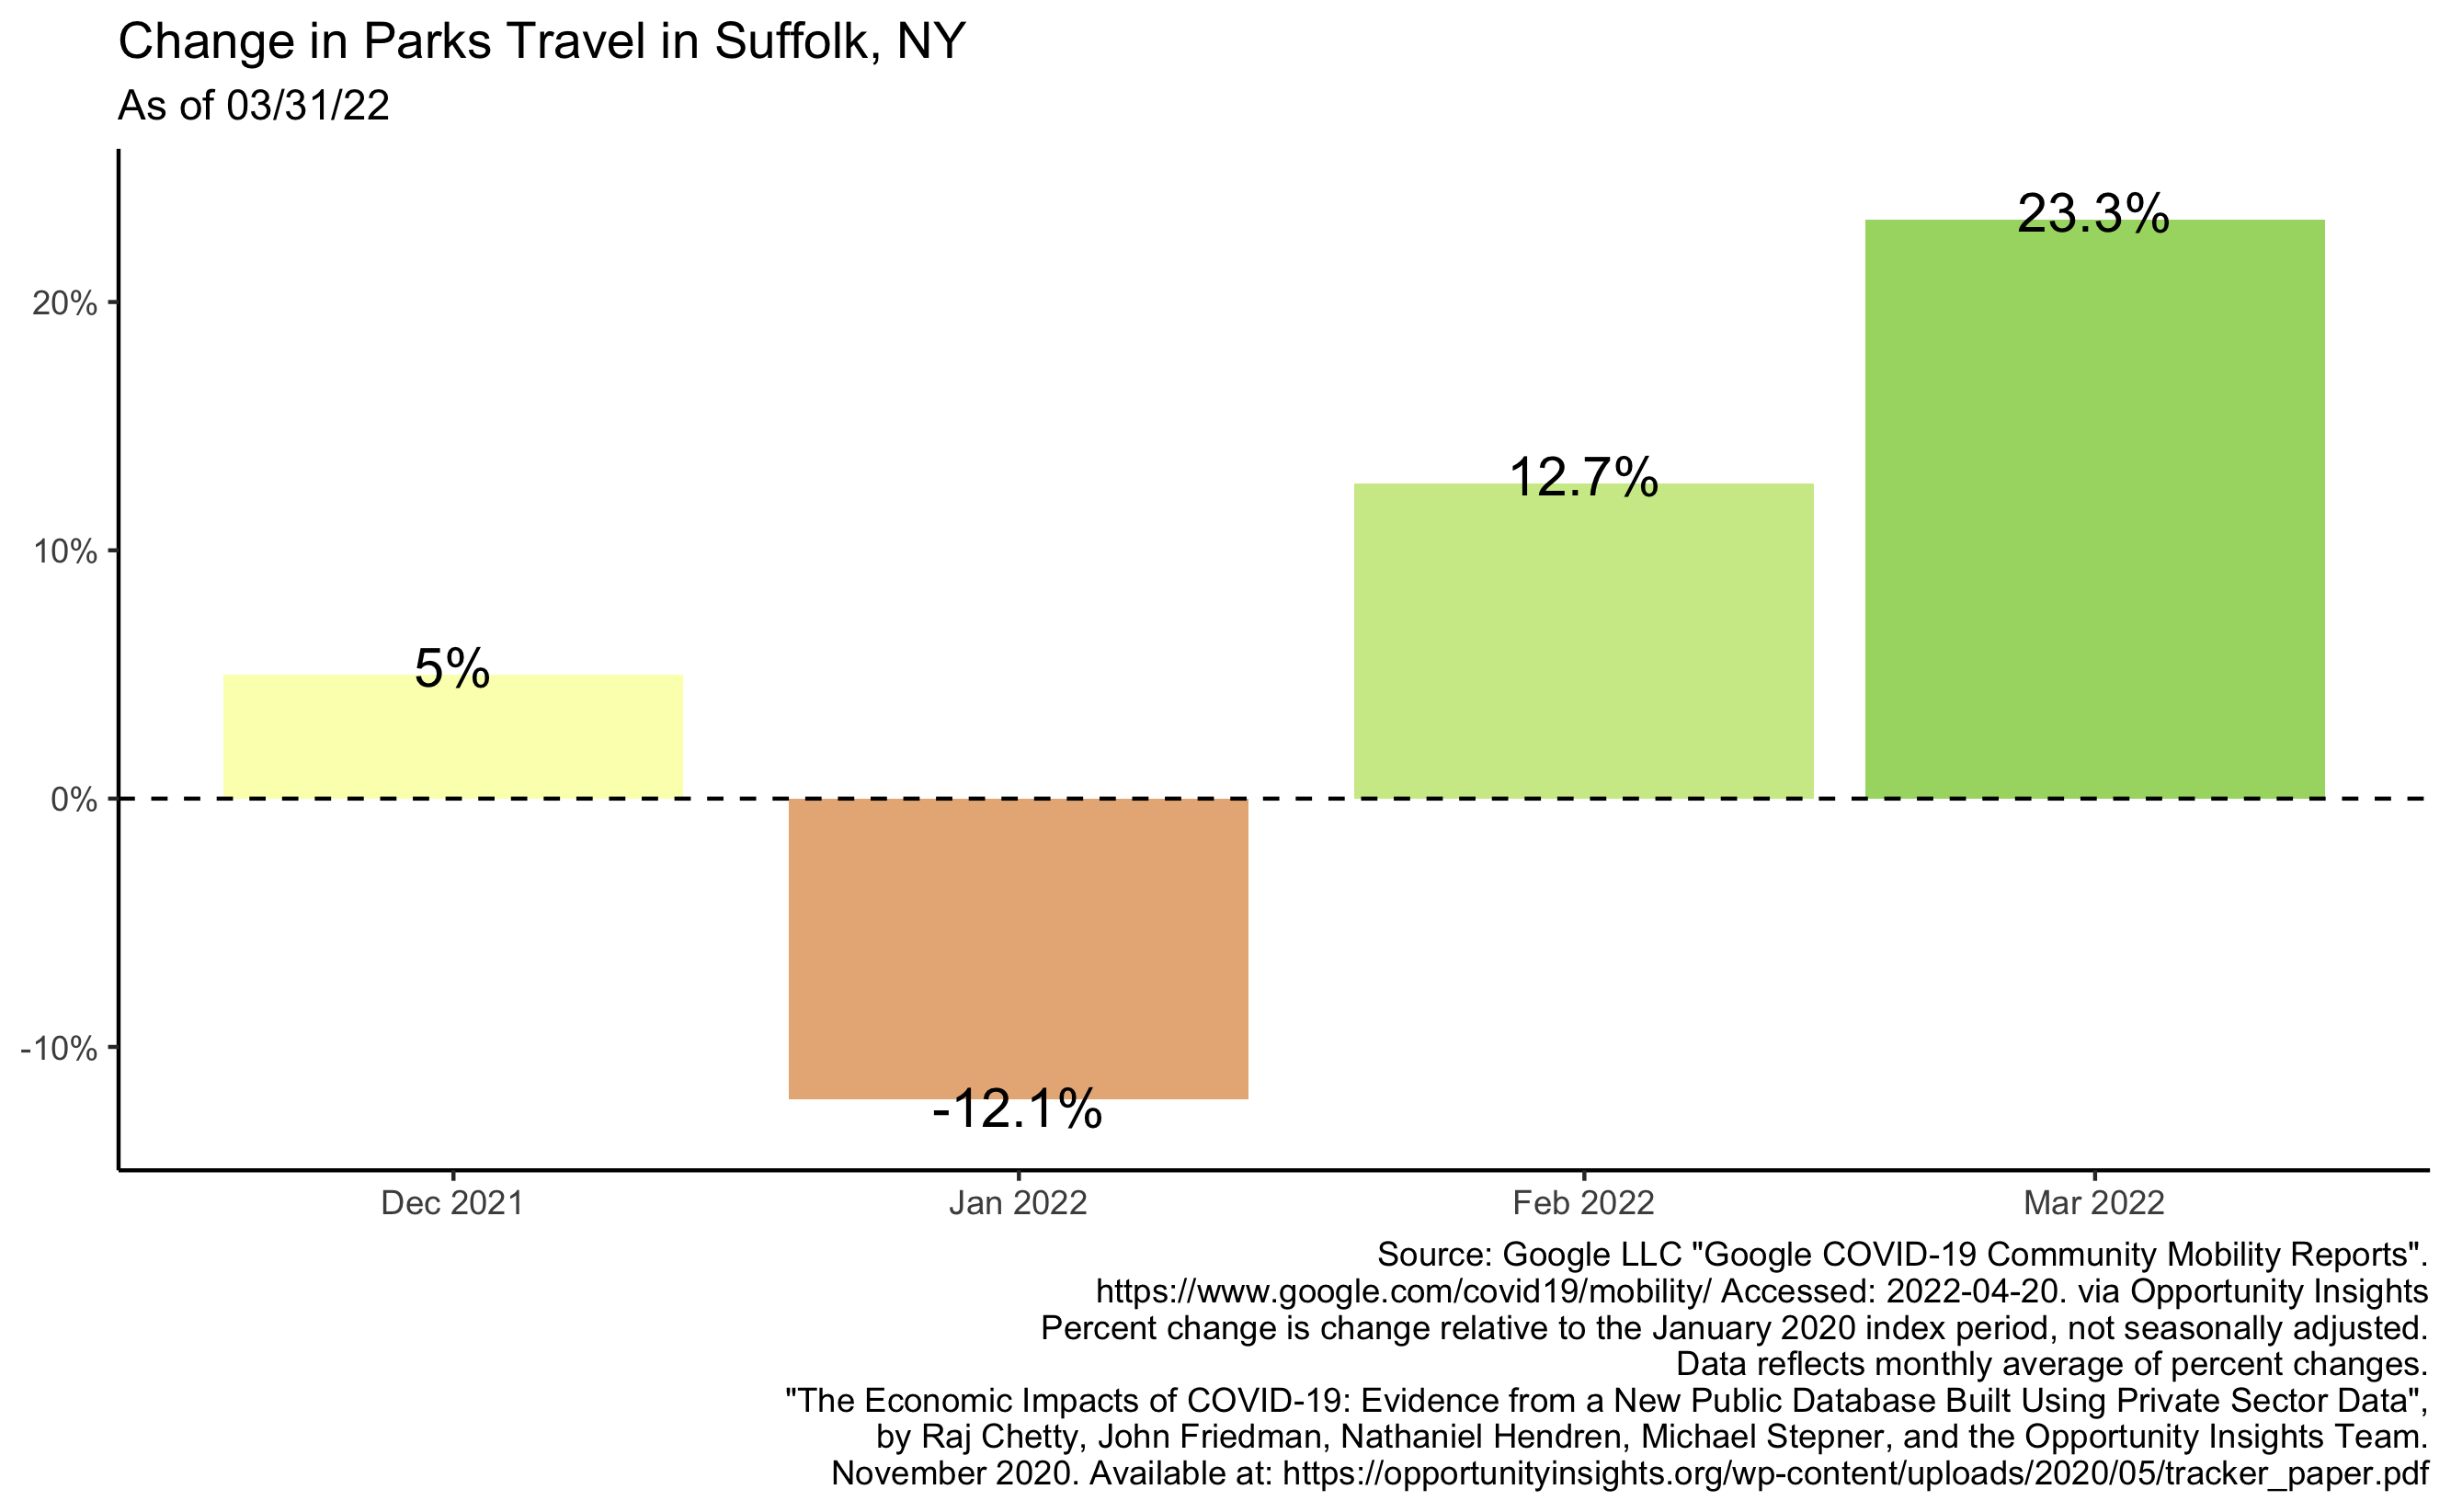 Change in Parks Travel in Suffolk, NY
As of 03/31/22
23.3%
20%
12.7%
10%
5%
0%
-10%
-12.1%
Dec 2021
Jan 2022
Feb 2022
Mar 2022
Source: Google LLC "Google COVID-19 Community Mobility Reports".
https://www.google.com/covid19/mobility/ Accessed: 2022-04-20. via Opportunity Insights
Percent change is change relative to the January 2020 index period, not seasonally adjusted.
Data reflects monthly average of percent changes.
"The Economic Impacts of COVID-19: Evidence from a New Public Database Built Using Private Sector Data",
by Raj Chetty, John Friedman, Nathaniel Hendren, Michael Stepner, and the Opportunity Insights Team.
November 2020. Available at: https://opportunityinsights.org/wp-content/uploads/2020/05/tracker_paper.pdf